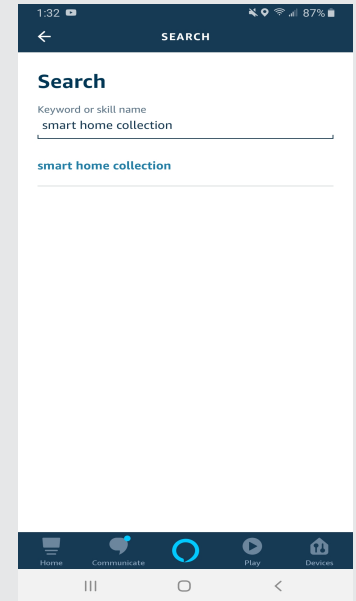 1:32 87%
SEARCH
Search
Keyword or skill name
smart home collection
smart home collection
Home Communicate Play Devices